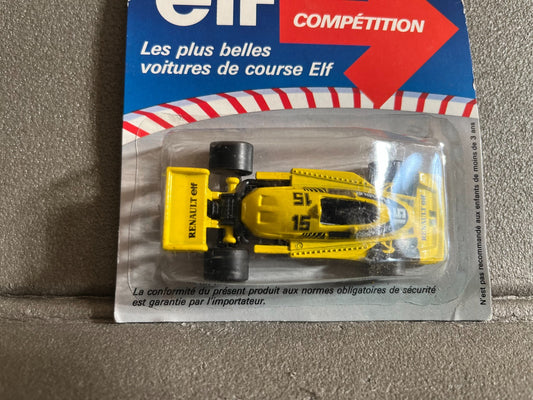 elf
COMPÉTITION
Les plus belles
voitures de course Elf
RENAULT elf
15
15
15
RENAULT elf
La conformité du présent produit aux normes obligatoires de sécurité
est garantie par l'importateur.
N'est pas recommandé aux enfants de moins de 3 ans